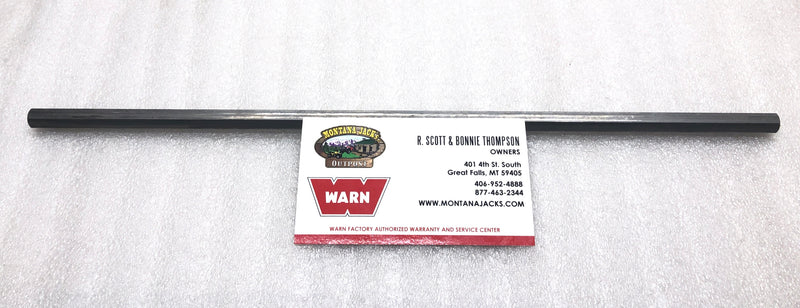 MONTANA JACK'S
OUTPOST
WARN
R. SCOTT & BONNIE THOMPSON
OWNERS
401 4th St. South
Great Falls, MT 59405
406-952-4888
877-463-2344
WWW.MONTANAJACKS.COM
WARN FACTORY AUTHORIZED WARRANTY AND SERVICE CENTER